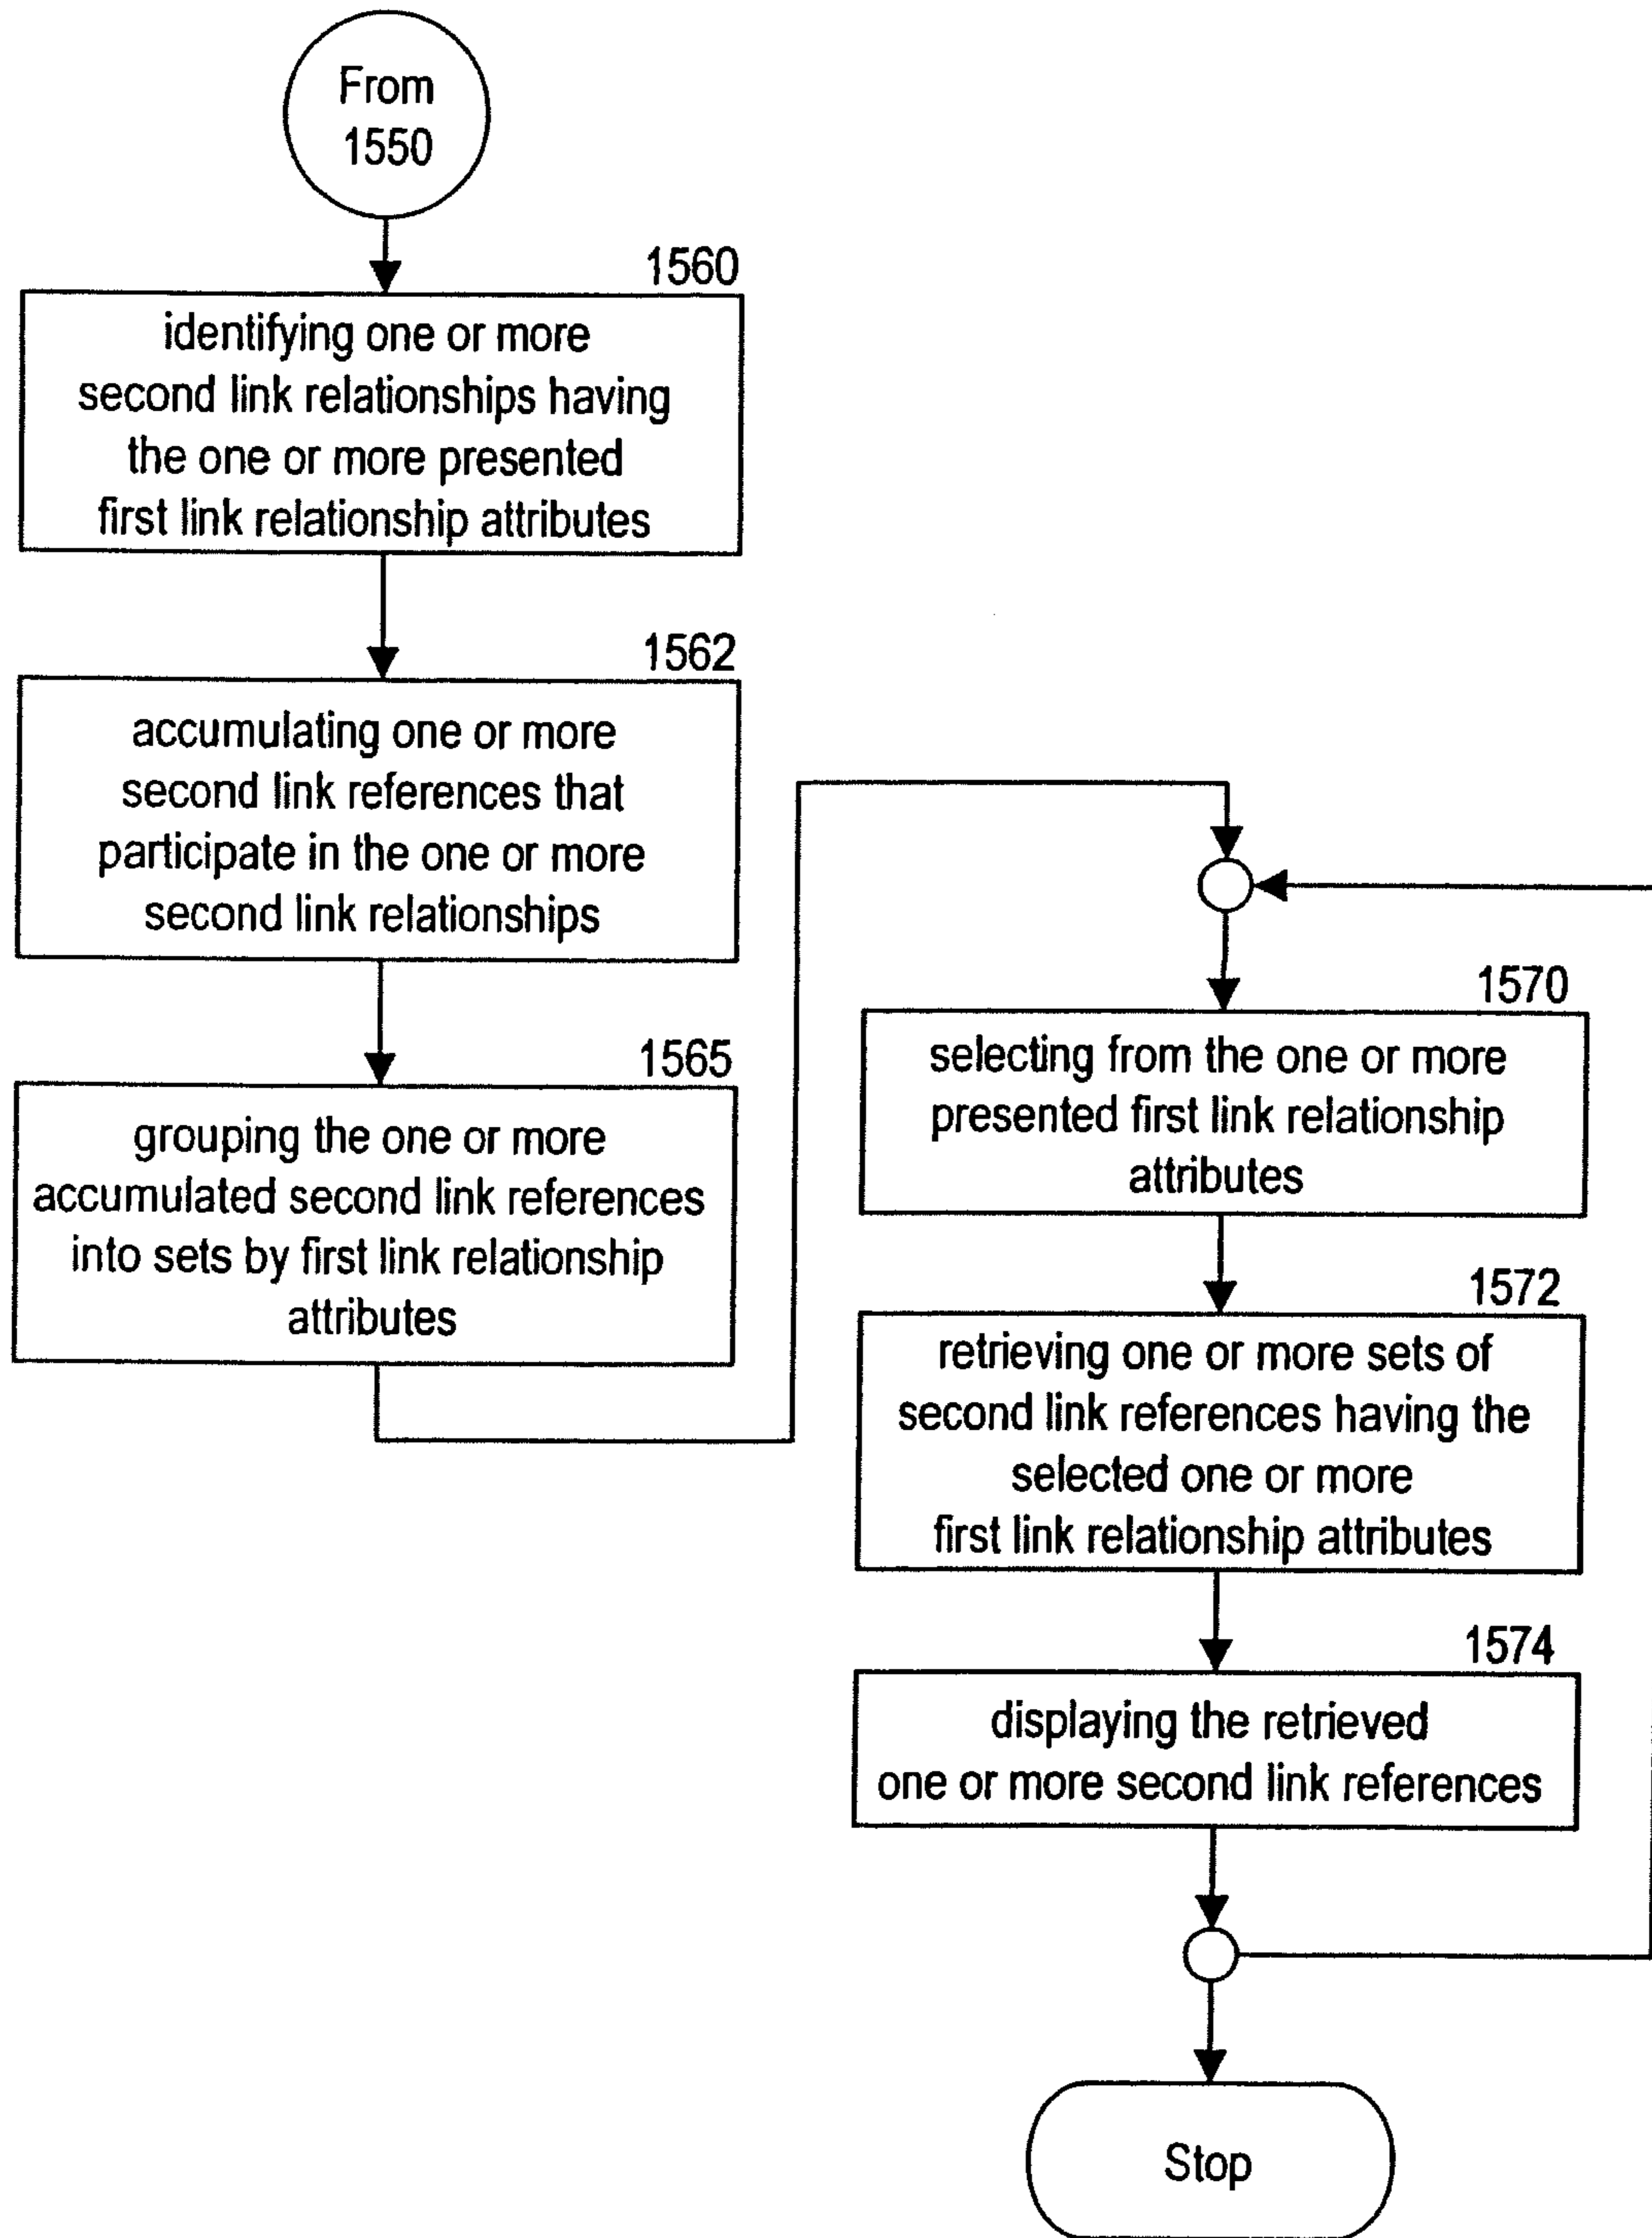 From
1550
1560
identifying one or more
second link relationships having
the one or more presented
first link relationship attributes
1562
accumulating one or more
second link references that
participate in the one or more
second link relationships
1565
grouping the one or more
accumulated second link references
into sets by first link relationship
attributes
1570
selecting from the one or more
presented first link relationship
attributes
1572
retrieving one or more sets of
second link references having the
selected one or more
first link relationship attributes
1574
displaying the retrieved
one or more second link references
Stop